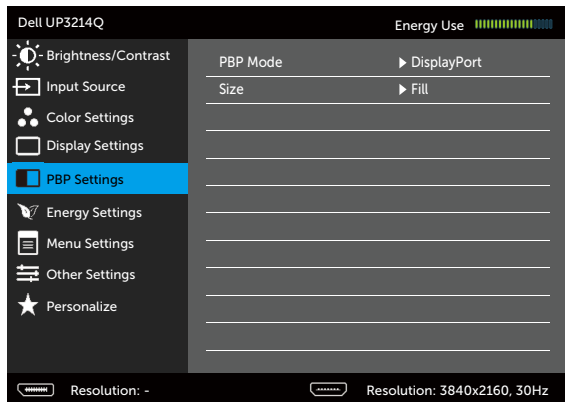 Dell UP3214Q Energy Use
Brightness/Contrast
PBP Mode DisplayPort
Input Source
Size Fill
Color Settings
Display Settings
PBP Settings
Energy Settings
Menu Settings
Other Settings
Personalize
Resolution: - Resolution: 3840x2160, 30Hz